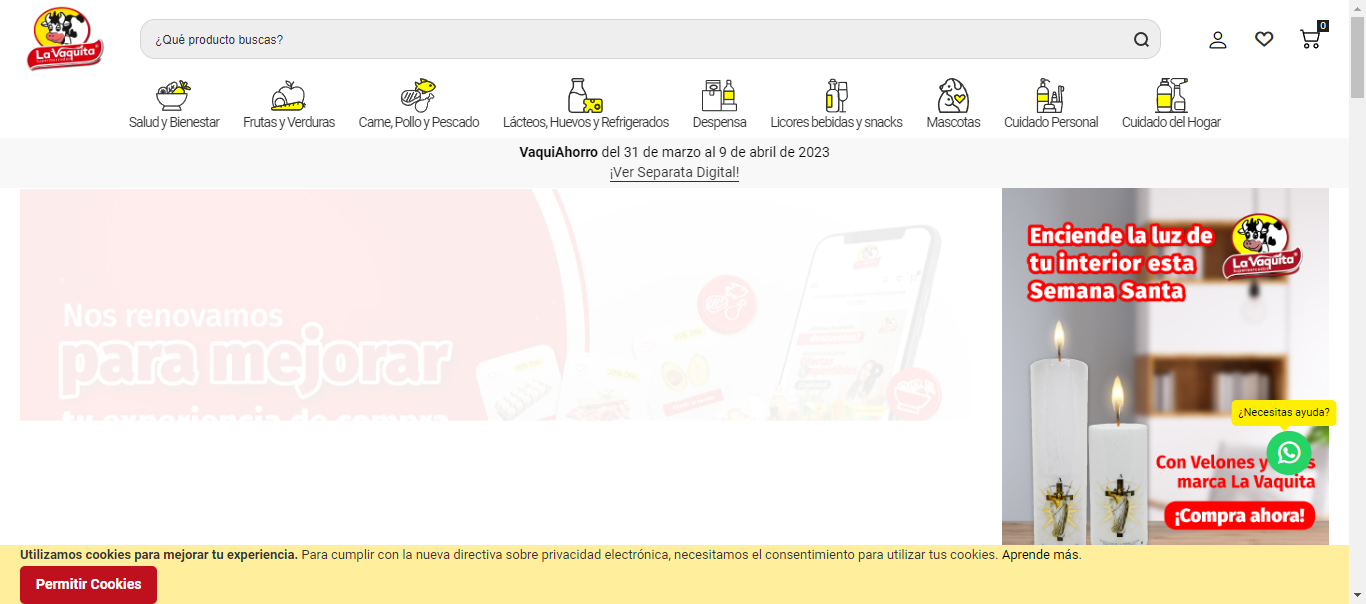 La Vaquita
Supermercados
¿Qué producto buscas?
0
Salud y Bienestar
Frutas y Verduras
Carne, Pollo y Pescado
Lácteos, Huevos y Refrigerados
Despensa
Licores bebidas y snacks
Mascotas
Cuidado Personal
Cuidado del Hogar
VaquiAhorro del 31 de marzo al 9 de abril de 2023
¡Ver Separata Digital!
Nos renovamos
para mejorar
tu experiencia de compra
Enciende la luz de
tu interior esta
Semana Santa
La Vaquita
Supermercados
¿Necesitas ayuda?
Con Velones y
marca La Vaquita
¡Compra ahora!
Utilizamos cookies para mejorar tu experiencia. Para cumplir con la nueva directiva sobre privacidad electrónica, necesitamos el consentimiento para utilizar tus cookies. Aprende más.
Permitir Cookies